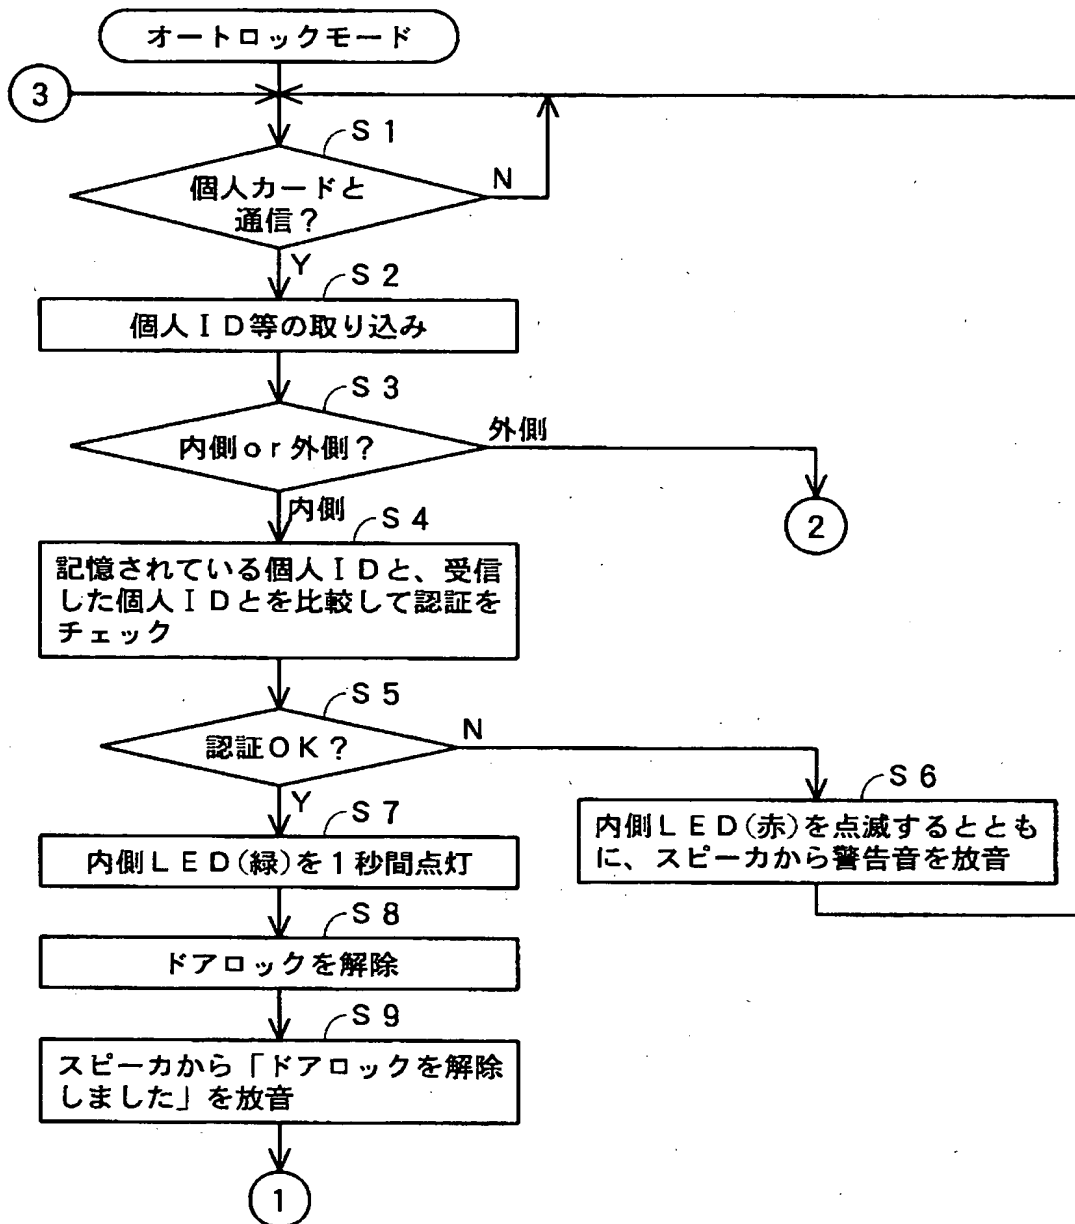 オートロックモード
3
S1
個人カードと
通信？
N
Y
S2
個人ID等の取り込み
S3
内側or外側？
外側
2
内側
S4
記憶されている個人IDと、受信
した個人IDとを比較して認証を
チェック
S5
認証OK？
N
S6
内側LED(赤)を点滅するととも
に、スピーカから警告音を放音
Y
S7
内側LED(緑)を1秒間点灯
S8
ドアロックを解除
S9
スピーカから「ドアロックを解除
しました」を放音
1